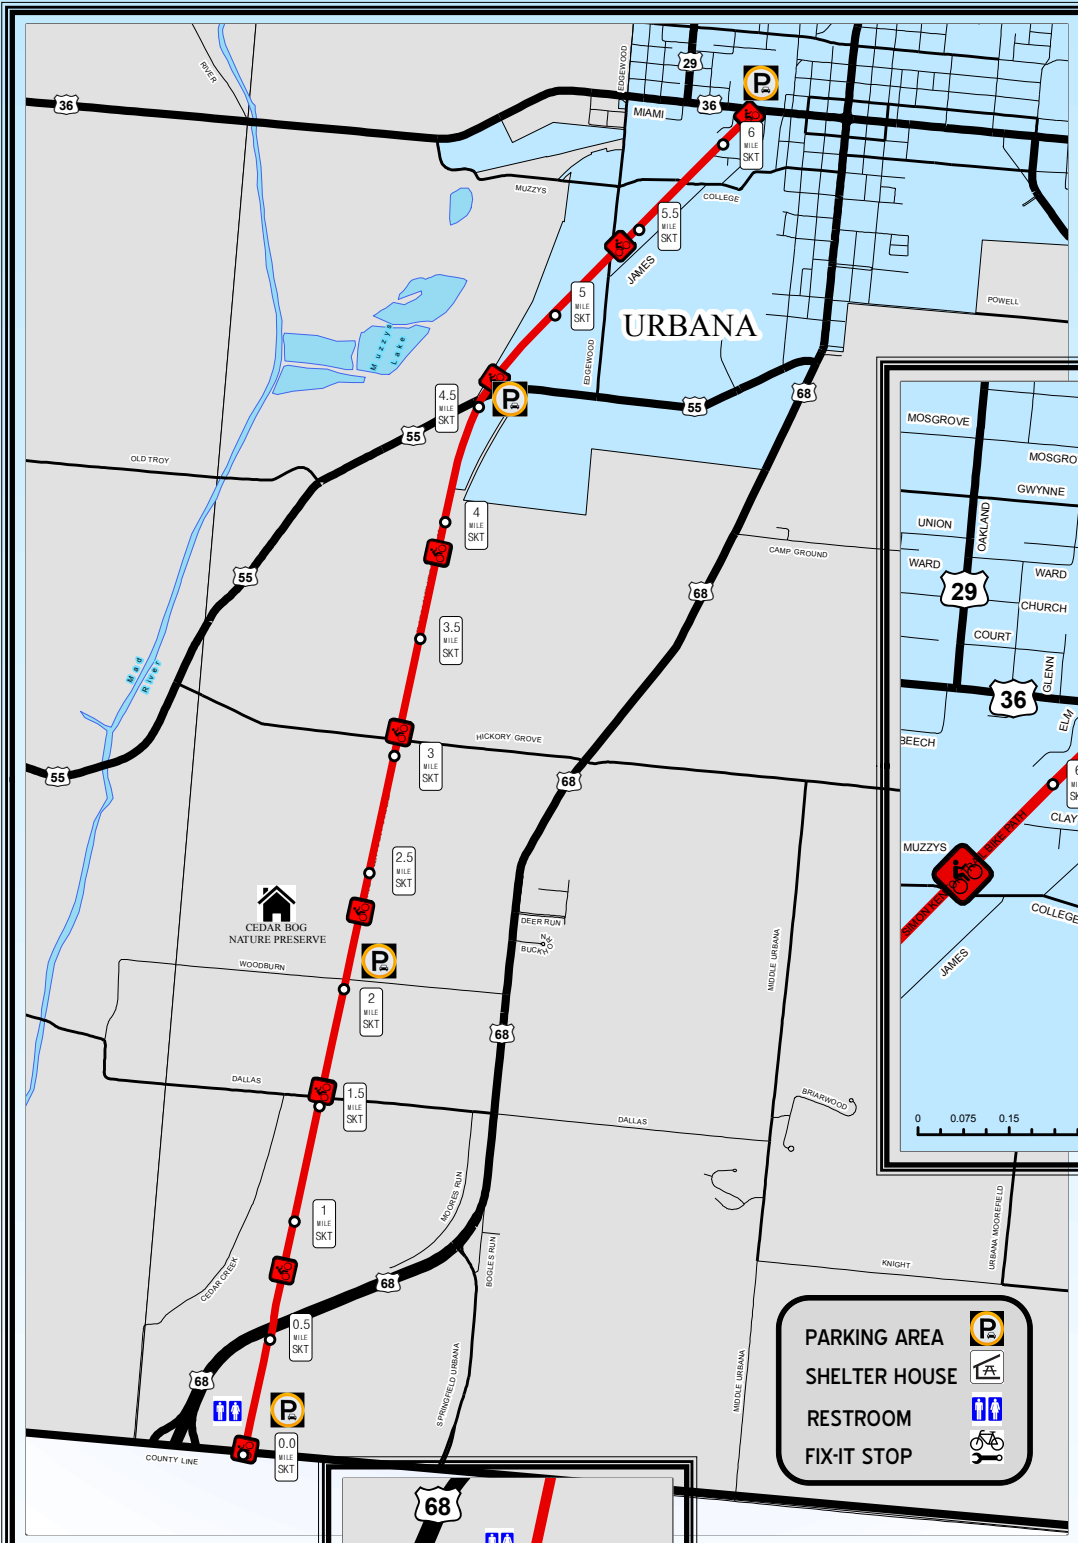 RIVER
EDGEWOOD
29
36
MIAMI
36
6
MILE
SKT
MUZZYS
COLLEGE
5.5
MILE
SKT
JAMES
5
MILE
SKT
URBANA
POWELL
Muzzys
Lake
EDGEWOOD
4.5
MILE
SKT
P
55
55
68
OLD TROY
4
MILE
SKT
CAMP GROUND
55
68
3.5
MILE
SKT
Mad
River
HICKORY GROVE
3
MILE
SKT
55
68
2.5
MILE
SKT
CEDAR BOG
NATURE PRESERVE
DEER RUN
BUCK
MIDDLE URBANA
P
WOODBURN
2
MILE
SKT
68
DALLAS
1.5
MILE
SKT
DALLAS
BRIARWOOD
MOORES RUN
1
MILE
SKT
BOGLES RUN
URBANA MOOREFIELD
KNIGHT
CEDAR CREEK
68
0.5
MILE
SKT
68
SPRINGFIELD URBANA
MIDDLE URBANA
P
0.0
MILE
SKT
COUNTY LINE
P
MOSGROVE
MOSGRO
GWYNNE
UNION
OAKLAND
WARD
WARD
29
CHURCH
COURT
GLENN
36
ELM
BEECH
6
CLAY
MUZZYS
SIMON KEN
BIKE PATH
COLLEGE
JAMES
0 0.075 0.15
PARKING AREA P
SHELTER HOUSE
RESTROOM
FIX-IT STOP
68